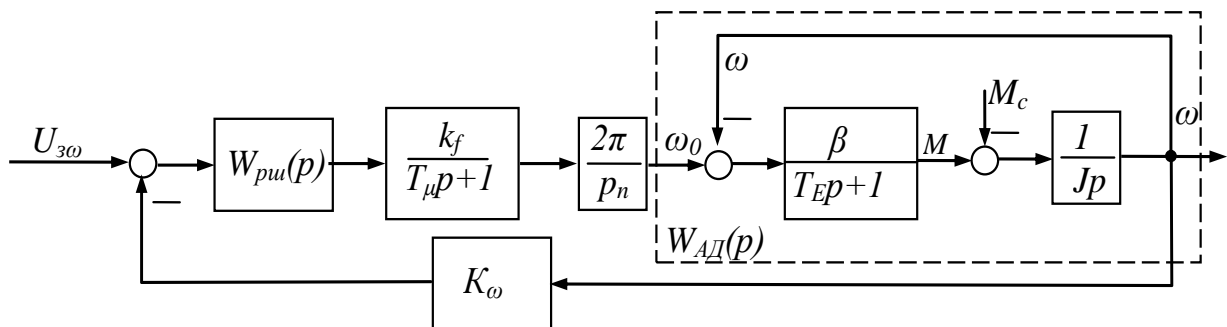 U_зω
W_рш(p)
k_f
T_μp+1
2π
p_n
ω_0
ω
β
T_Ep+1
M
M_c
1
Jp
ω
W_АД(p)
K_ω